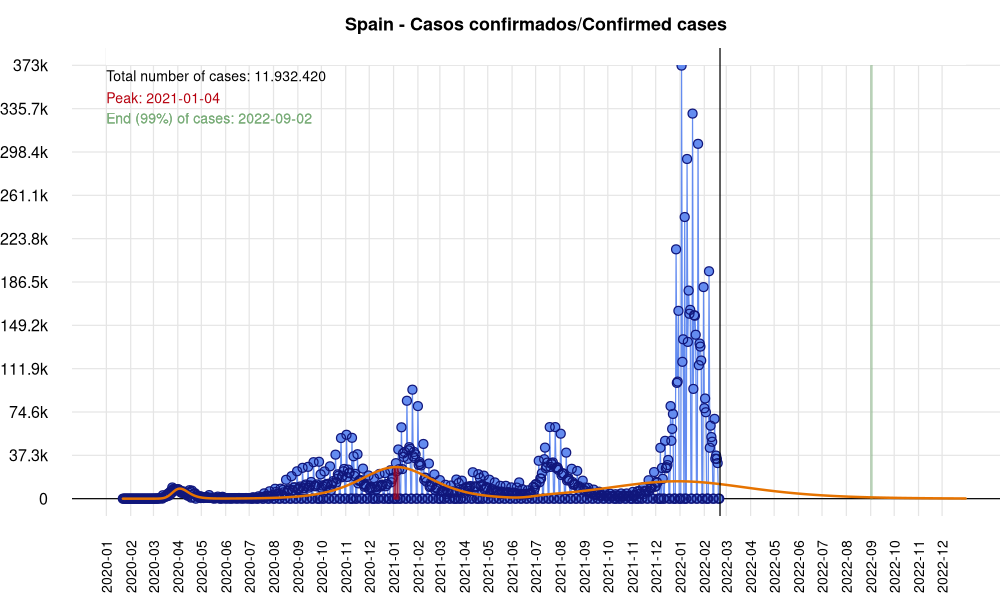 Spain - Casos confirmados/Confirmed cases
373k
335.7k
298.4k
261.1k
223.8k
186.5k
149.2k
111.9k
74.6k
37.3k
0
Total number of cases: 11.932.420
Peak: 2021-01-04
End (99%) of cases: 2022-09-02
2020-01
2020-02
2020-03
2020-04
2020-05
2020-06
2020-07
2020-08
2020-09
2020-10
2020-11
2020-12
2021-01
2021-02
2021-03
2021-04
2021-05
2021-06
2021-07
2021-08
2021-09
2021-10
2021-11
2021-12
2022-01
2022-02
2022-03
2022-04
2022-05
2022-06
2022-07
2022-08
2022-09
2022-10
2022-11
2022-12